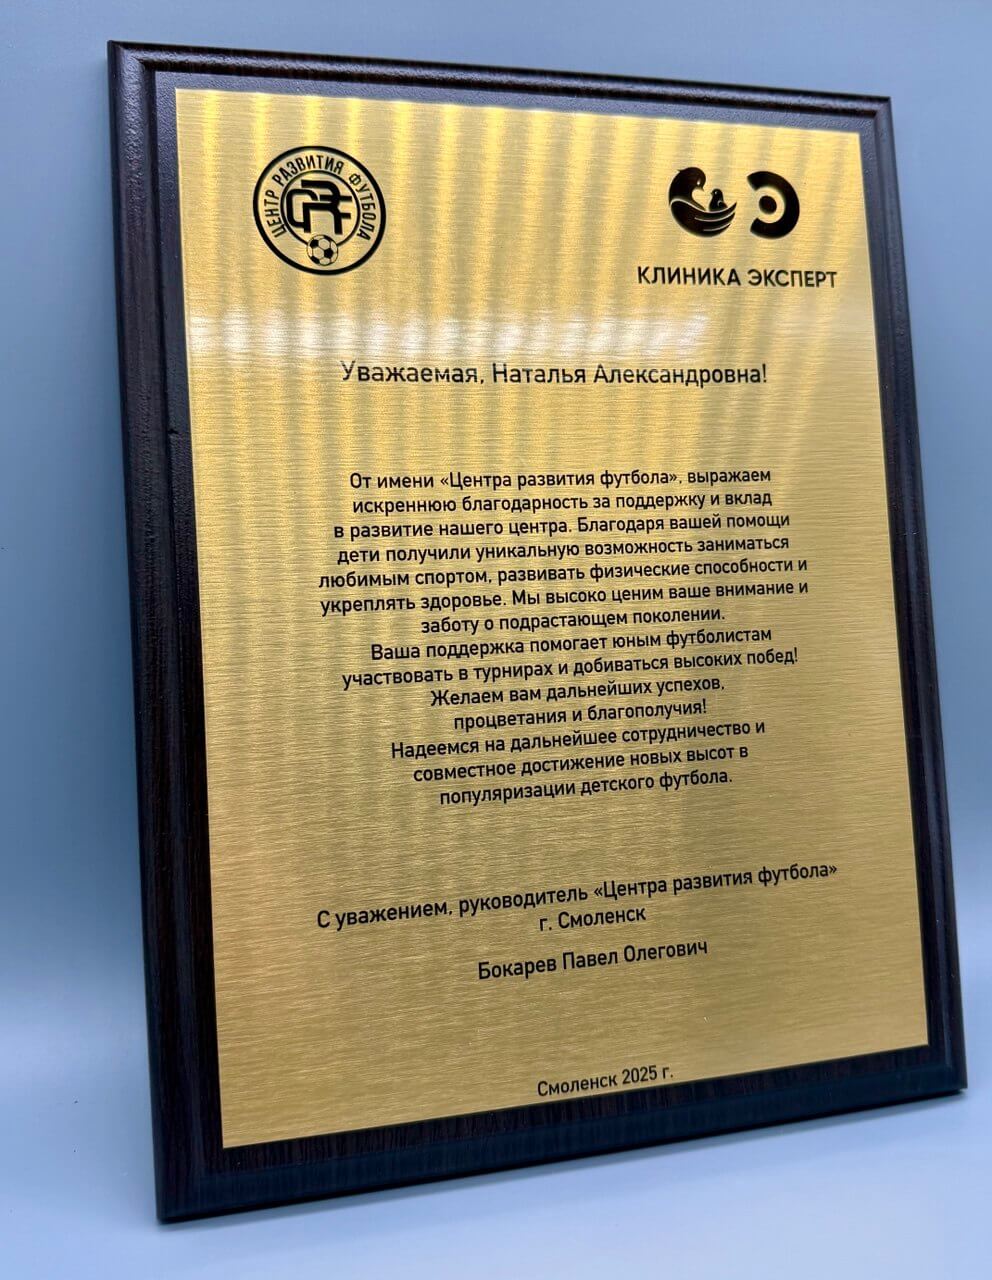 ЦЕНТР РАЗВИТИЯ ФУТБОЛА
CRF
КЛИНИКА ЭКСПЕРТ
Уважаемая, Наталья Александровна!
От имени «Центра развития футбола», выражаем
искреннюю благодарность за поддержку и вклад
в развитие нашего центра. Благодаря вашей помощи
дети получили уникальную возможность заниматься
любимым спортом, развивать физические способности и
укреплять здоровье. Мы высоко ценим ваше внимание и
заботу о подрастающем поколении.
Ваша поддержка помогает юным футболистам
участвовать в турнирах и добиваться высоких побед!
Желаем вам дальнейших успехов,
процветания и благополучия!
Надеемся на дальнейшее сотрудничество и
совместное достижение новых высот в
популяризации детского футбола.
С уважением, руководитель «Центра развития футбола»
г. Смоленск
Бокарев Павел Олегович
Смоленск 2025 г.